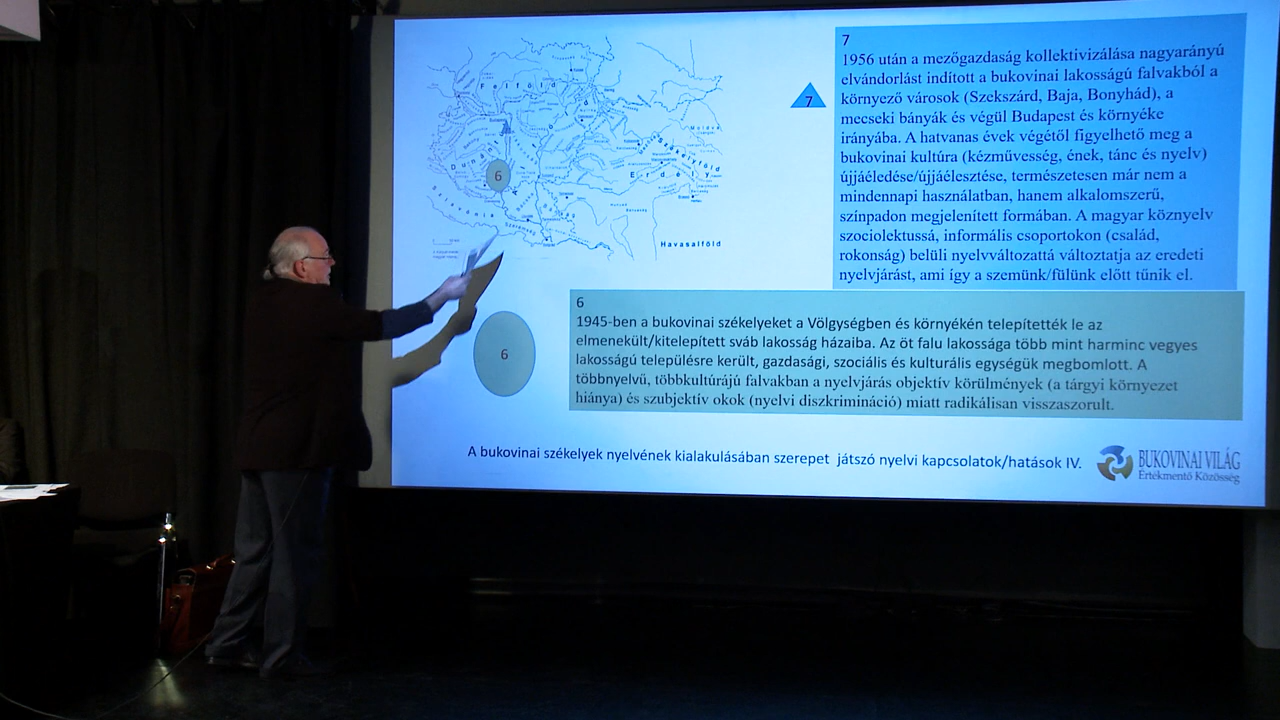 7
1956 után a mezőgazdaság kollektivizálása nagyarányú
elvándorlást indított a bukovinai lakosságú falvakból a
környező városok (Szekszárd, Baja, Bonyhád), a
mecseki bányák és végül Budapest és környéke
irányába. A hatvanas évek végétől figyelhető meg a
bukovinai kultúra (kézművesség, ének, tánc és nyelv)
újjáéledése/újjáélesztése, természetesen már nem a
mindennapi használatban, hanem alkalomszerű,
színpadon megjelenített formában. A magyar köznyelv
szociolektussá, informális csoportokon (család,
rokonság) belüli nyelvváltozattá változtatja az eredeti
nyelvjárást, ami így a szemünk/fülünk előtt tűnik el.
7
Felföld
Dunánt
6
Székelyföld
Erdély
Moldva
Szlavónia
Szerémség
Havasalföld
6
6
1945-ben a bukovinai székelyeket a Völgységben és környékén telepítették le az
elmenekült/kitelepített sváb lakosság házaiba. Az öt falu lakossága több mint harminc vegyes
lakosságú településre került, gazdasági, szociális és kulturális egységük megbomlott. A
többnyelvű, többkultúrájú falvakban a nyelvjárás objektív körülmények (a tárgyi környezet
hiánya) és szubjektív okok (nyelvi diszkrimináció) miatt radikálisan visszaszorult.
A bukovinai székelyek nyelvének kialakulásában szerepet játszó nyelvi kapcsolatok/hatások IV.
BUKOVINAI VILÁG
Értékmentő Közösség